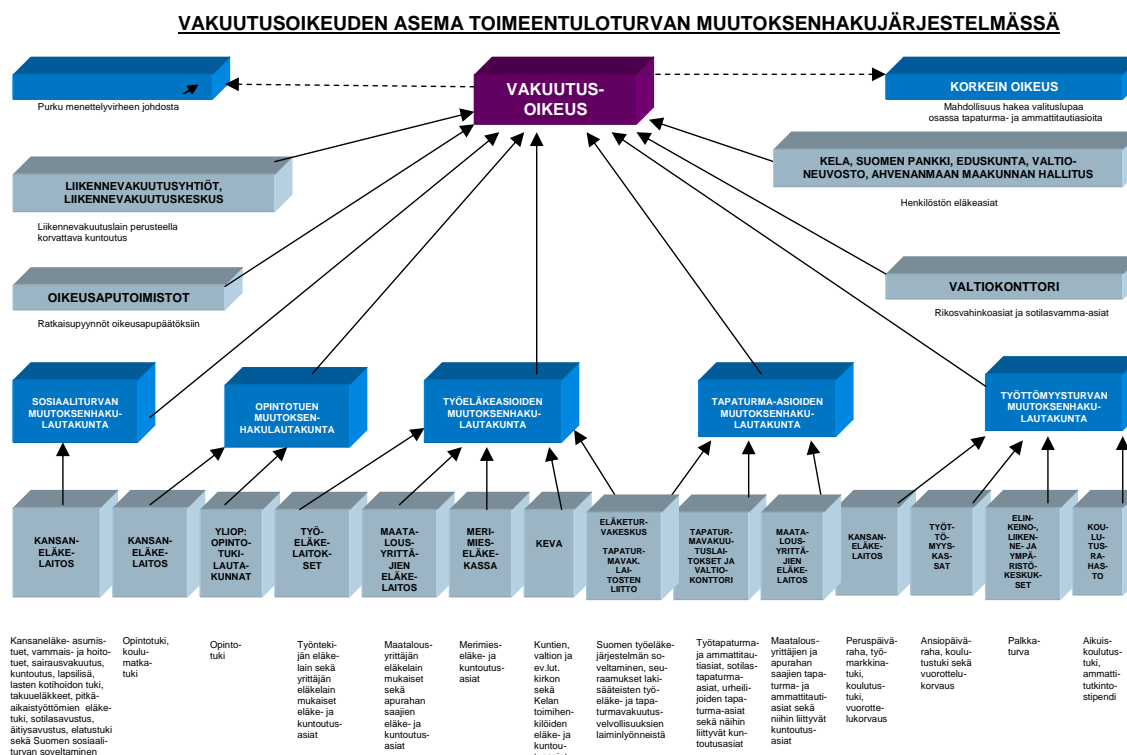 VAKUUTUSOIKEUDEN ASEMA TOIMEENTULOTURVAN MUUTOKSENHAKUJÄRJESTELMÄSSÄ
VAKUUTUS-
OIKEUS
KORKEIN OIKEUS
Purku menettelyvirheen johdosta
Mahdollisuus hakea valituslupaa
osassa tapaturma- ja ammattitautiasioita
LIIKENNEVAKUUTUSYHTIÖT,
LIIKENNEVAKUUTUSKESKUS
Liikennevakuutuslain perusteella
korvattava kuntoutus
KELA, SUOMEN PANKKI, EDUSKUNTA, VALTIO-
NEUVOSTO, AHVENANMAAN MAAKUNNAN HALLITUS
Henkilöstön eläkeasiat
OIKEUSAPUTOIMISTOT
Ratkaisupyynnöt oikeusapupäätöksiin
VALTIOKONTTORI
Rikosvahinkoasiat ja sotilasvamma-asiat
SOSIAALITURVAN
MUUTOKSENHAKU-
LAUTAKUNTA
OPINTOTUEN
MUUTOKSEN-
HAKULAUTAKUNTA
TYÖELÄKEASIOIDEN
MUUTOKSENHAKU-
LAUTAKUNTA
TAPATURMA-ASIOIDEN
MUUTOKSENHAKU-
LAUTAKUNTA
TYÖTTÖMYYSTURVAN
MUUTOKSENHAKU-
LAUTAKUNTA
KANSAN-
ELÄKE-
LAITOS
KANSAN-
ELÄKE-
LAITOS
YLIOP:
OPINTO-
TUKI-
LAUTA-
KUNNAT
TYÖ-
ELÄKE-
LAITOK-
SET
MAATA-
LOUS-
YRITTÄ-
JIEN
ELÄKE-
LAITOS
MERI-
MIES-
ELÄKE-
KASSA
KEVA
ELÄKETUR-
VAKESKUS
TAPATUR-
MAVAK.
LAI-
TOSTEN
LIITTO
TAPATUR-
MAVAKUU-
TUSLAI-
TOKSET JA
VALTIO-
KONTTORI
MAATA-
LOUS-
YRITTÄ-
JIEN
ELÄKE-
LAITOS
KANSAN-
ELÄKE-
LAITOS
TYÖT-
TÖ-
MYYS-
KAS-
SAT
ELIN-
KEINO-,
LIIKEN-
NE- JA
YMPÄ-
RISTÖ-
KESKUK-
SET
KOU-
LU-
TUS-
RA-
HAS-
TO
Kansaneläke- asumis-
tuet, vammais- ja hoito-
tuet, sairausvakuutus,
kuntoutus, lapsilisä,
lasten kotihoidon tuki,
takuueläkkeet, pitkä-
aikaistyöttömien eläke-
tuki, sotilasavustus,
äitiysavustus, elatustuki
sekä Suomen sosiaali-
turvan soveltaminen
Opintotuki,
koulu-
matka-
tuki
Opinto-
tuki
Työnteki-
jän eläke-
lain sekä
yrittäjän
eläkelain
mukaiset
eläke- ja
kuntoutus-
asiat
Maatalous-
yrittäjän
eläkelain
mukaiset
sekä
apurahan
saajien
eläke- ja
kuntoutus-
asiat
Merimies-
eläke- ja
kuntoutus-
asiat
Kuntien,
valtion ja
ev.lut.
kirkon
sekä
Kelan
toimihen-
kilöiden
eläke- ja
kuntou-
Suomen työeläke-
järjestelmän so-
veltaminen, seu-
raamukset laki-
sääteisten työ-
eläke- ja tapa-
turmavakuutus-
velvollisuuksien
laiminlyönneistä
Työtapaturma-
ja ammattitau-
tiasiat, sotilas-
tapaturma-
asiat, urheili-
joiden tapa-
turma-asiat
sekä näihin
liittyvät kun-
toutusasiat
Maatalous-
yrittäjien ja
apurahan
saajien tapa-
turma- ja
ammattitauti-
asiat sekä
niihin liittyvät
kuntoutus-
asiat
Peruspäivä-
raha, työ-
markkina-
tuki,
koulutus-
tuki,
vuorotte-
lukorvaus
Ansiopäivä-
raha, koulu-
tustuki sekä
vuorottelu-
korvaus
Palkka-
turva
Aikuis-
koulutus-
tuki,
ammatti-
tutkinto-
stipendi